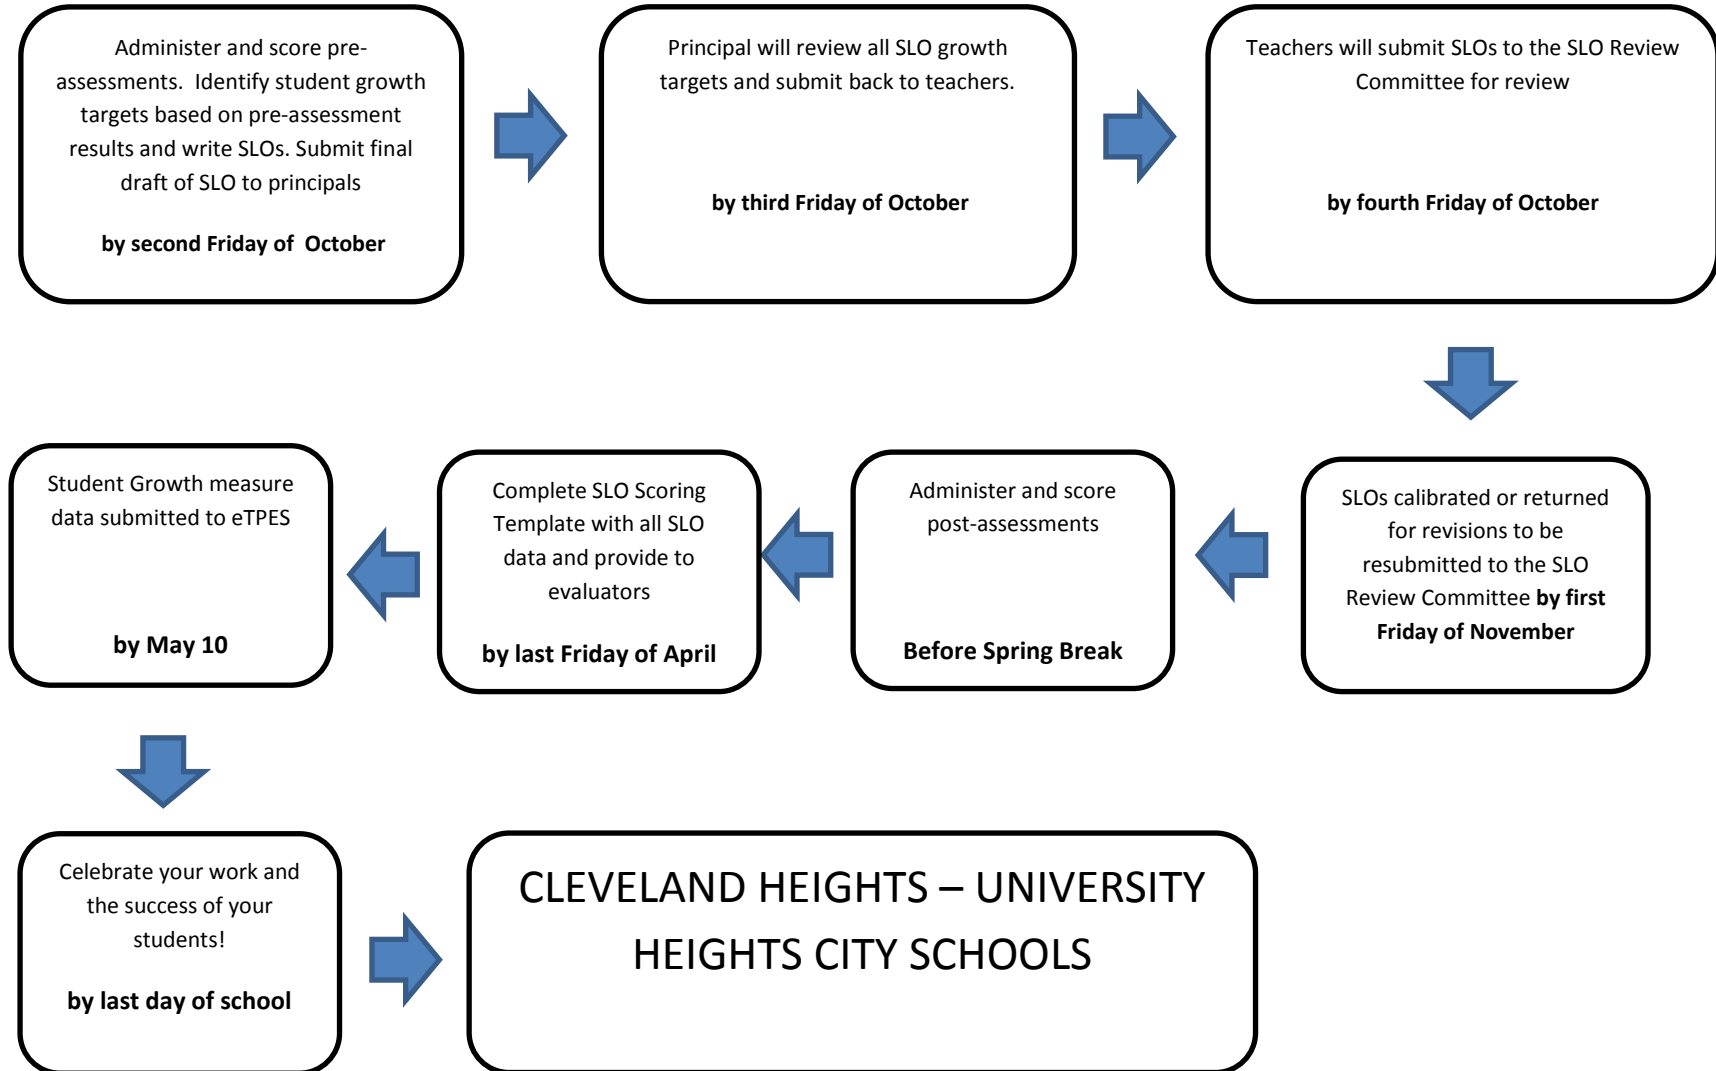 Administer and score pre-
assessments.  Identify student growth
targets based on pre-assessment
results and write SLOs. Submit final
draft of SLO to principals
by second Friday of  October
Principal will review all SLO growth
targets and submit back to teachers.
by third Friday of October
Teachers will submit SLOs to the SLO Review
Committee for review
by fourth Friday of October
SLOs calibrated or returned
for revisions to be
resubmitted to the SLO
Review Committee by first
Friday of November
Administer and score
post-assessments
Before Spring Break
Complete SLO Scoring
Template with all SLO
data and provide to
evaluators
by last Friday of April
Student Growth measure
data submitted to eTPES
by May 10
Celebrate your work and
the success of your
students!
by last day of school
CLEVELAND HEIGHTS – UNIVERSITY
HEIGHTS CITY SCHOOLS